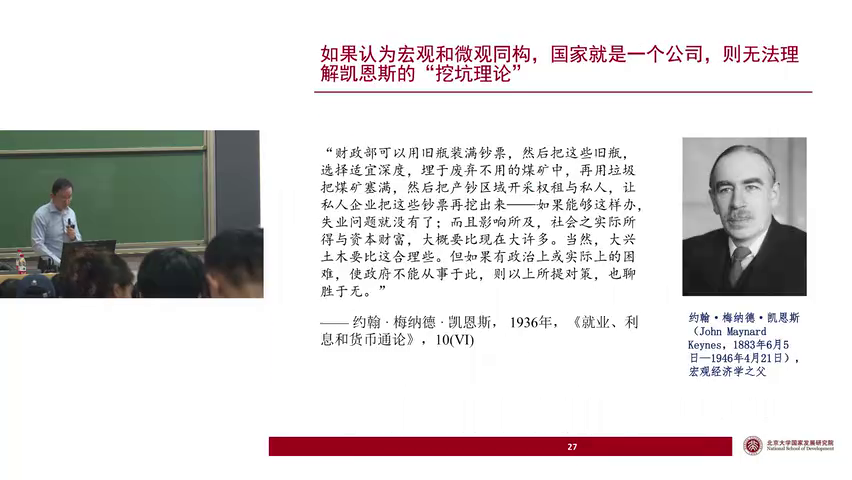 如果认为宏观和微观同构，国家就是一个公司，则无法理
解凯恩斯的“挖坑理论”
“财政部可以用旧瓶装满钞票，然后把这些旧瓶，
选择适宜深度，埋于废弃不用的煤矿中，再用垃圾
把煤矿塞满，然后把产钞区域开采权租与私人，让
私人企业把这些钞票再挖出来——如果能够这样办，
失业问题就没有了；而且影响所及，社会之实际所
得与资本财富，大概要比现在大许多。当然，大兴
土木要比这合理些。但如果有政治上或实际上的困
难，使政府不能从事于此，则以上所提对策，也聊
胜于无。”
—— 约翰 · 梅纳德 · 凯恩斯， 1936年，《就业、利
息和货币通论》，10(VI)
约翰·梅纳德·凯恩斯
（John Maynard
Keynes，1883年6月5
日—1946年4月21日），
宏观经济学之父
27
北京大学国家发展研究院
National School of Development